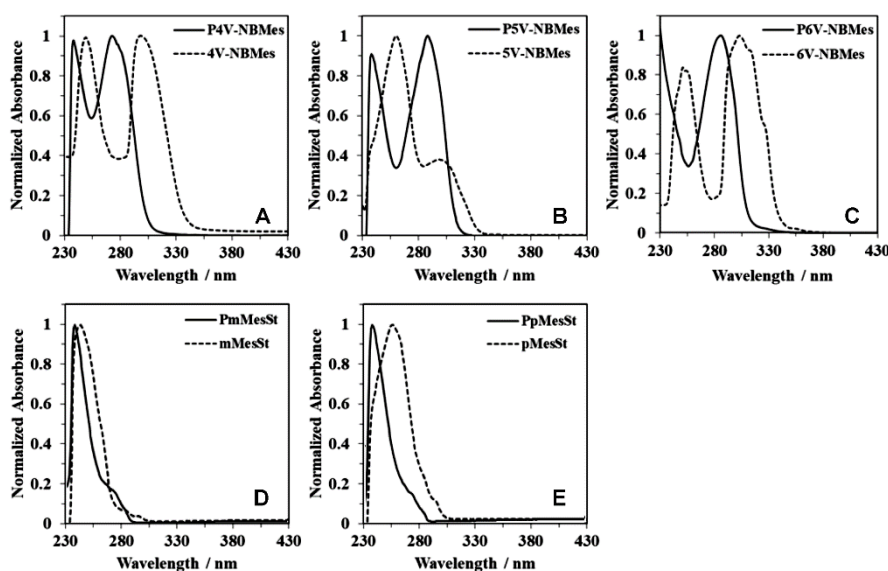 P4V-NBMes
4V-NBMes
Normalized Absorbance
1
0.8
0.6
0.4
0.2
0
A
230 280 330 380 430
Wavelength / nm
P5V-NBMes
5V-NBMes
Normalized Absorbance
1
0.8
0.6
0.4
0.2
0
B
230 280 330 380 430
Wavelength / nm
P6V-NBMes
6V-NBMes
Normalized Absorbance
1
0.8
0.6
0.4
0.2
0
C
230 280 330 380 430
Wavelength / nm
PmMesSt
mMesSt
Normalized Absorbance
1
0.8
0.6
0.4
0.2
0
D
230 280 330 380 430
Wavelength / nm
PpMesSt
pMesSt
Normalized Absorbance
1
0.8
0.6
0.4
0.2
0
E
230 280 330 380 430
Wavelength / nm